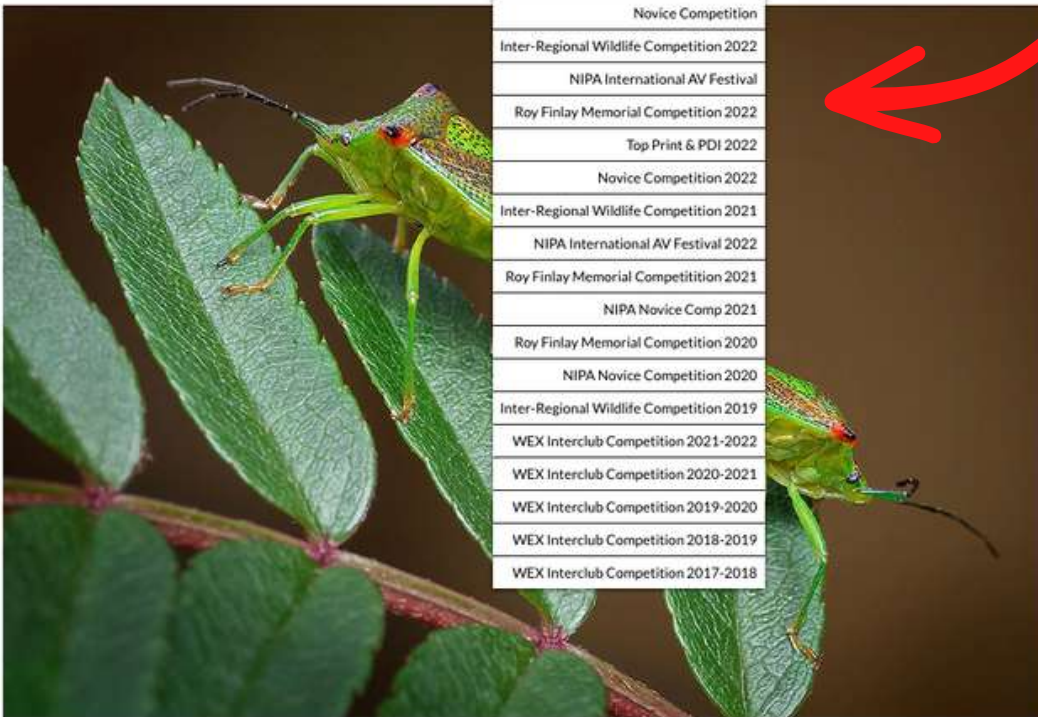 Novice Competition
Inter-Regional Wildlife Competition 2022
NIPA International AV Festival
Roy Finlay Memorial Competition 2022
Top Print & PDI 2022
Novice Competition 2022
Inter-Regional Wildlife Competition 2021
NIPA International AV Festival 2022
Roy Finlay Memorial Competitition 2021
NIPA Novice Comp 2021
Roy Finlay Memorial Competition 2020
NIPA Novice Competition 2020
Inter-Regional Wildlife Competition 2019
WEX Interclub Competition 2021-2022
WEX Interclub Competition 2020-2021
WEX Interclub Competition 2019-2020
WEX Interclub Competition 2018-2019
WEX Interclub Competition 2017-2018